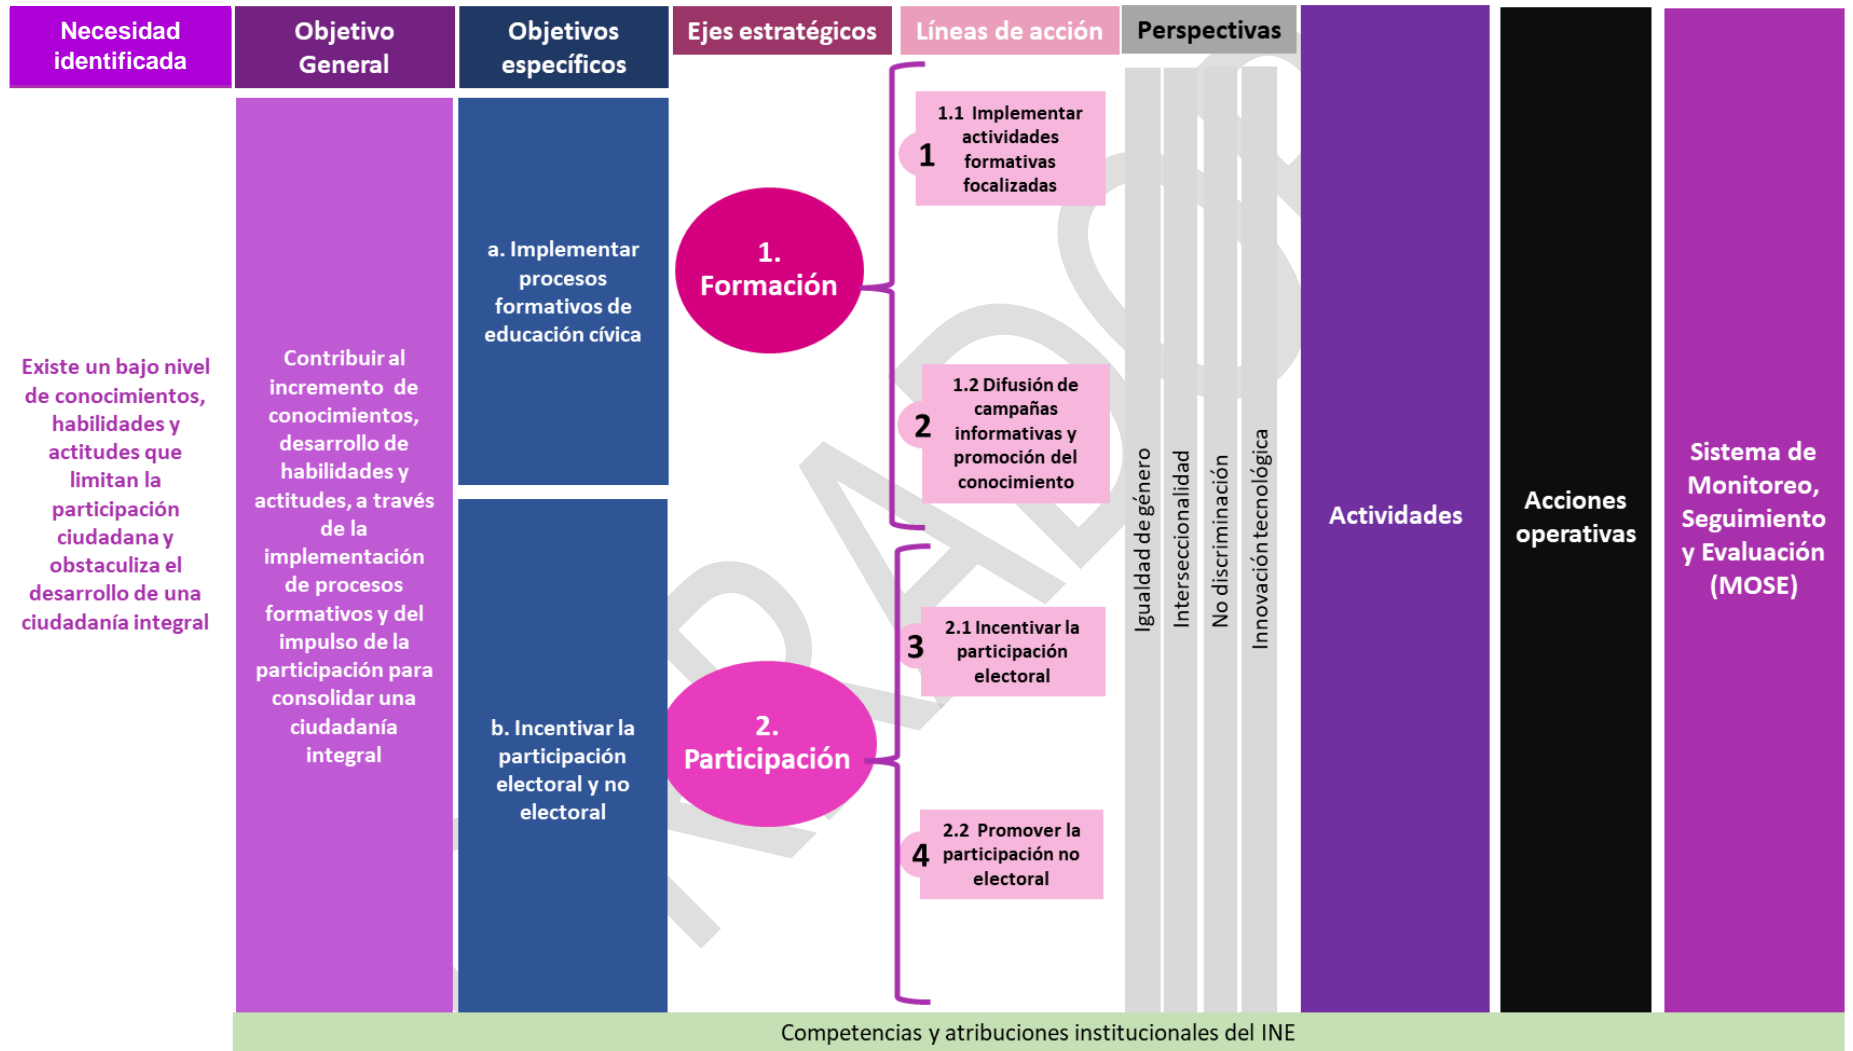 Necesidad
identificada
Objetivo
General
Objetivos
específicos
Ejes estratégicos
Líneas de acción
Perspectivas
Existe un bajo nivel
de conocimientos,
habilidades y
actitudes que
limitan la
participación
ciudadana y
obstaculiza el
desarrollo de una
ciudadanía integral
Contribuir al
incremento de
conocimientos,
desarrollo de
habilidades y
actitudes, a través
de la
implementación
de procesos
formativos y del
impulso de la
participación para
consolidar una
ciudadanía
integral
a. Implementar
procesos
formativos de
educación cívica
b. Incentivar la
participación
electoral y no
electoral
1.
Formación
2.
Participación
1
1.1 Implementar
actividades
formativas
focalizadas
2
1.2 Difusión de
campañas
informativas y
promoción del
conocimiento
3
2.1 Incentivar la
participación
electoral
4
2.2 Promover la
participación no
electoral
Igualdad de género
Interseccionalidad
No discriminación
Innovación tecnológica
Actividades
Acciones
operativas
Sistema de
Monitoreo,
Seguimiento
y Evaluación
(MOSE)
Competencias y atribuciones institucionales del INE